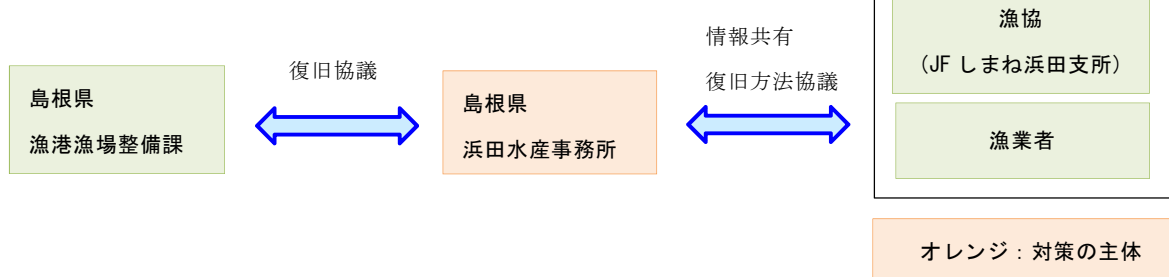 島根県
漁港漁場整備課
復旧協議
島根県
浜田水産事務所
情報共有
復旧方法協議
漁協
（JF しまね浜田支所）
漁業者
オレンジ：対策の主体